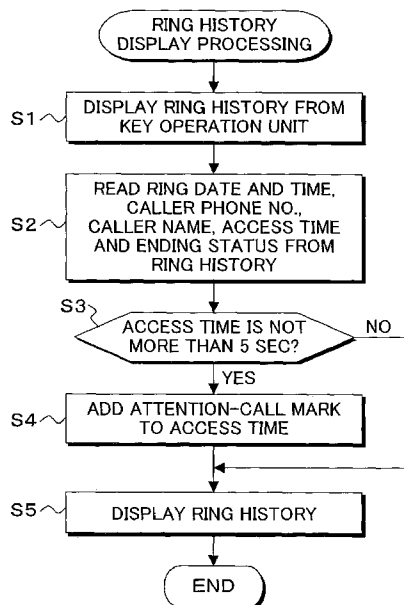 RING HISTORY
DISPLAY PROCESSING
S1
DISPLAY RING HISTORY FROM
KEY OPERATION UNIT
S2
READ RING DATE AND TIME,
CALLER PHONE NO.,
CALLER NAME, ACCESS TIME
AND ENDING STATUS FROM
RING HISTORY
S3
ACCESS TIME IS NOT
MORE THAN 5 SEC?
NO
YES
S4
ADD ATTENTION-CALL MARK
TO ACCESS TIME
S5
DISPLAY RING HISTORY
END